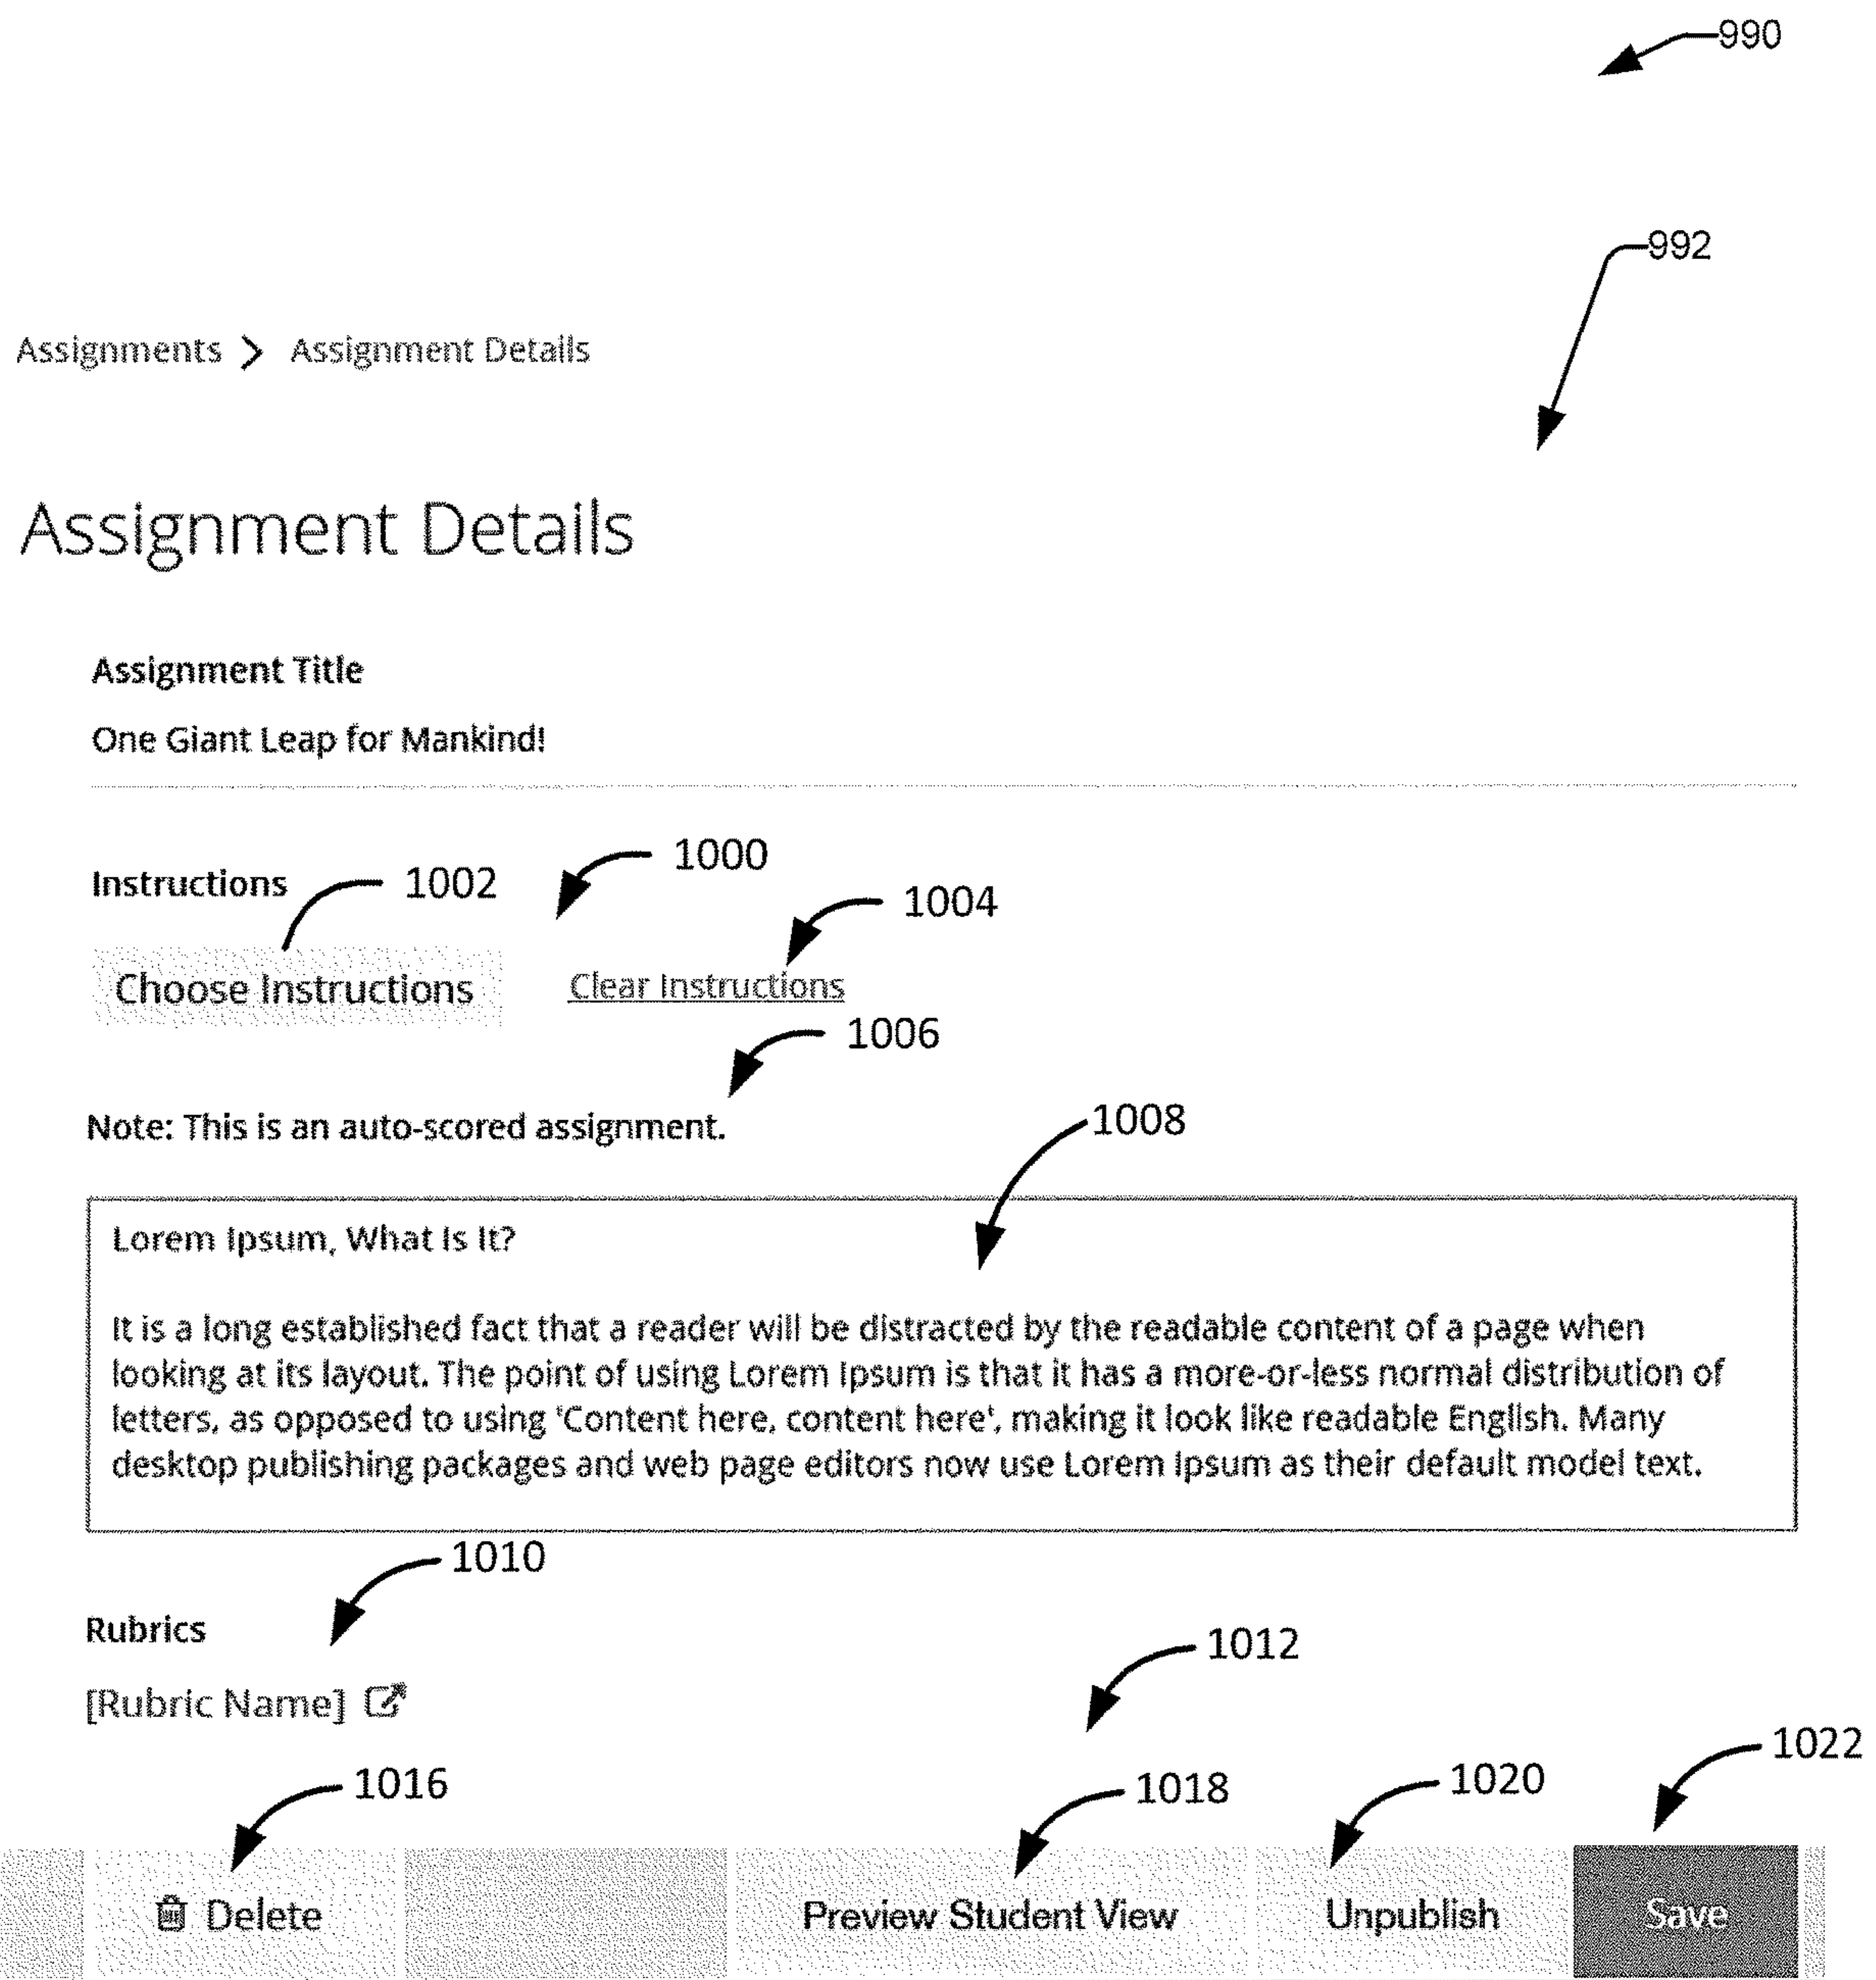 990
992
Assignments > Assignment Details
Assignment Details
Assignment Title
One Giant Leap for Mankind!
Instructions
1002
1000
1004
Choose Instructions
Clear Instructions
1006
Note: This is an auto-scored assignment.
1008
Lorem Ipsum, What Is It?
It is a long established fact that a reader will be distracted by the readable content of a page when
looking at its layout. The point of using Lorem Ipsum is that it has a more-or-less normal distribution of
letters, as opposed to using 'Content here, content here', making it look like readable English. Many
desktop publishing packages and web page editors now use Lorem Ipsum as their default model text.
1010
Rubrics
1012
[Rubric Name]
1016
1018
1020
1022
Delete
Preview Student View
Unpublish
Save